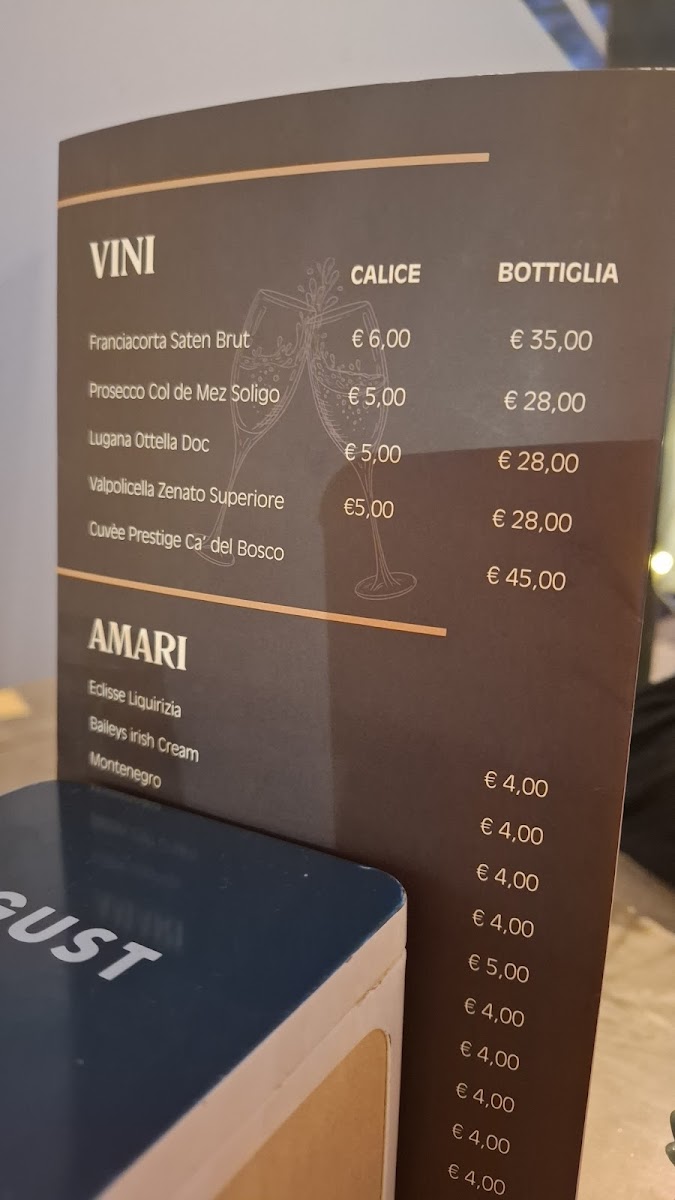 VINI CALICE BOTTIGLIA
Franciacorta Saten Brut € 6,00 € 35,00
Prosecco Col de Mez Soligo € 5,00 € 28,00
Lugana Ottella Doc € 5,00 € 28,00
Valpolicella Zenato Superiore €5,00 € 28,00
Cuvèe Prestige Ca' del Bosco € 45,00
AMARI
Eclisse Liquirizia € 4,00
Baileys irish Cream € 4,00
Montenegro € 4,00
€ 4,00
€ 5,00
€ 4,00
€ 4,00
€ 4,00
€ 4,00
€ 4,00
GUST